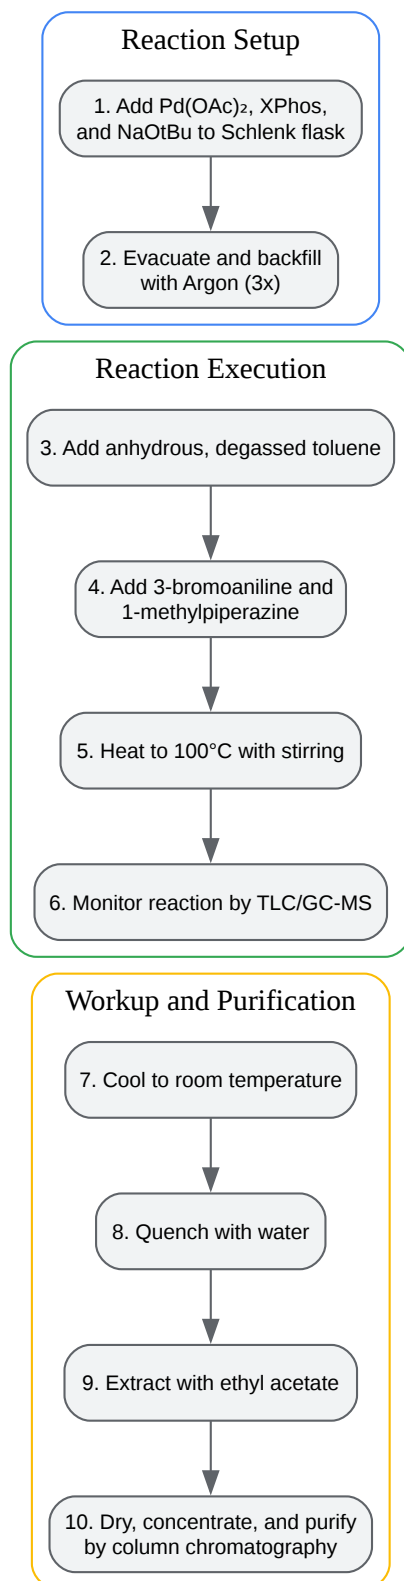 Reaction Setup
1. Add Pd(OAc)₂, XPhos,
and NaOtBu to Schlenk flask
2. Evacuate and backfill
with Argon (3x)
Reaction Execution
3. Add anhydrous, degassed toluene
4. Add 3-bromoaniline and
1-methylpiperazine
5. Heat to 100°C with stirring
6. Monitor reaction by TLC/GC-MS
Workup and Purification
7. Cool to room temperature
8. Quench with water
9. Extract with ethyl acetate
10. Dry, concentrate, and purify
by column chromatography